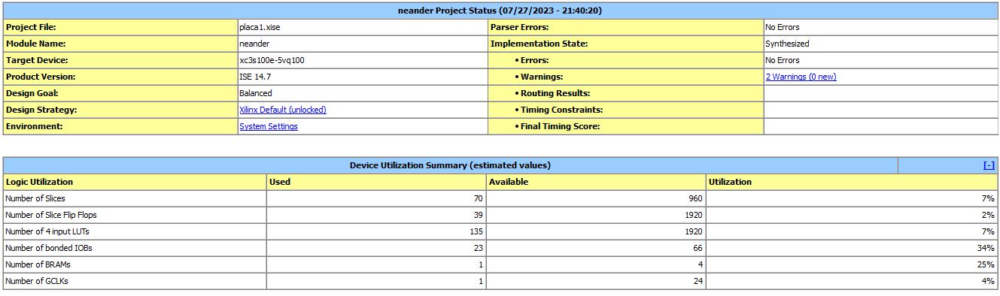 neander Project Status (07/27/2023 - 21:40:20)
Project File: placa1.xise Parser Errors: No Errors
Module Name: neander Implementation State: Synthesized
Target Device: xc3s100e-5vq100 •Errors: No Errors
Product Version: ISE 14.7 •Warnings: 2 Warnings (0 new)
Design Goal: Balanced •Routing Results:
Design Strategy: Xilinx Default (unlocked) •Timing Constraints:
Environment: System Settings •Final Timing Score:
Device Utilization Summary (estimated values) [-]
Logic Utilization Used Available Utilization
Number of Slices 70 960 7%
Number of Slice Flip Flops 39 1920 2%
Number of 4 input LUTs 135 1920 7%
Number of bonded IOBs 23 66 34%
Number of BRAMs 1 4 25%
Number of GCLKs 1 24 4%